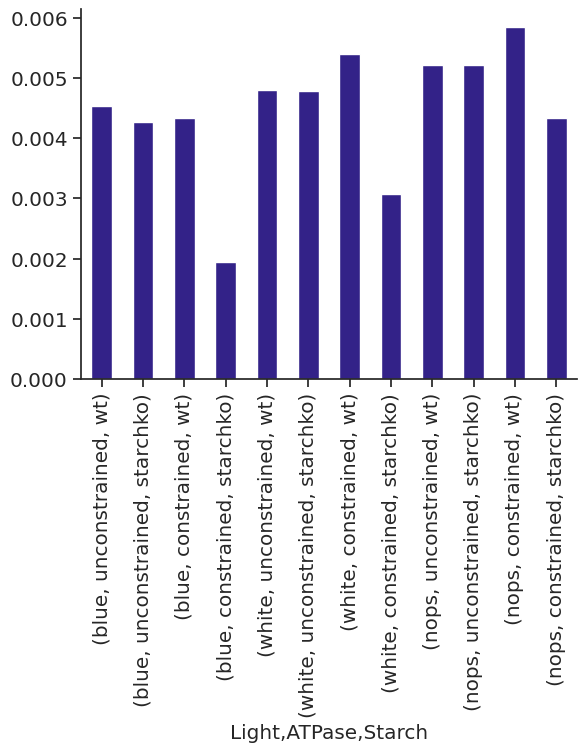 0.006
0.005
0.004
0.003
0.002
0.001
0.000
(blue, unconstrained, wt)
(blue, unconstrained, starchko)
(blue, constrained, wt)
(blue, constrained, starchko)
(white, unconstrained, wt)
(white, unconstrained, starchko)
(white, constrained, wt)
(white, constrained, starchko)
(nops, unconstrained, wt)
(nops, unconstrained, starchko)
(nops, constrained, wt)
(nops, constrained, starchko)
Light,ATPase,Starch